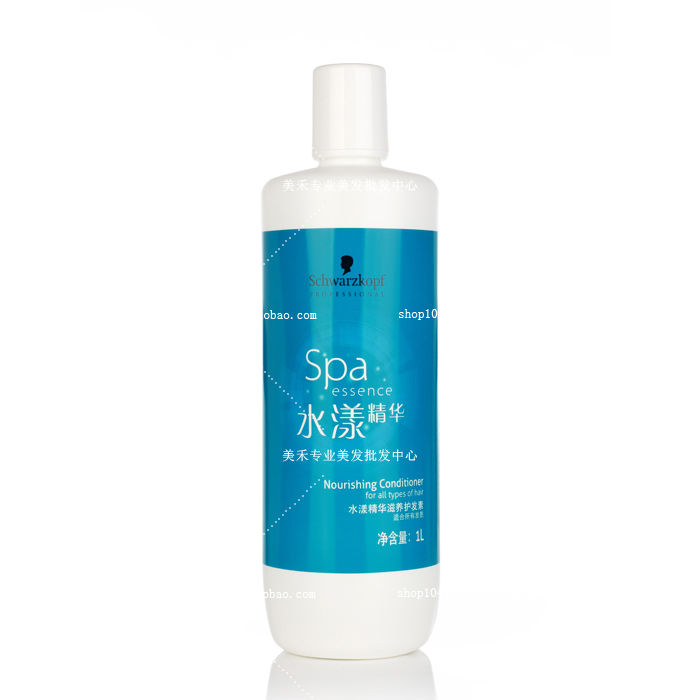 美禾专业美发批发中心
Schwarzkopf
PROFESSIONAL
obao.com
shop10
Spa
essence
水漾精华
美禾专业美发批发中心
Nourishing Conditioner
for all types of hair
水漾精华滋养护发素
适合所有发质
净含量：1L
obao.com
shop10